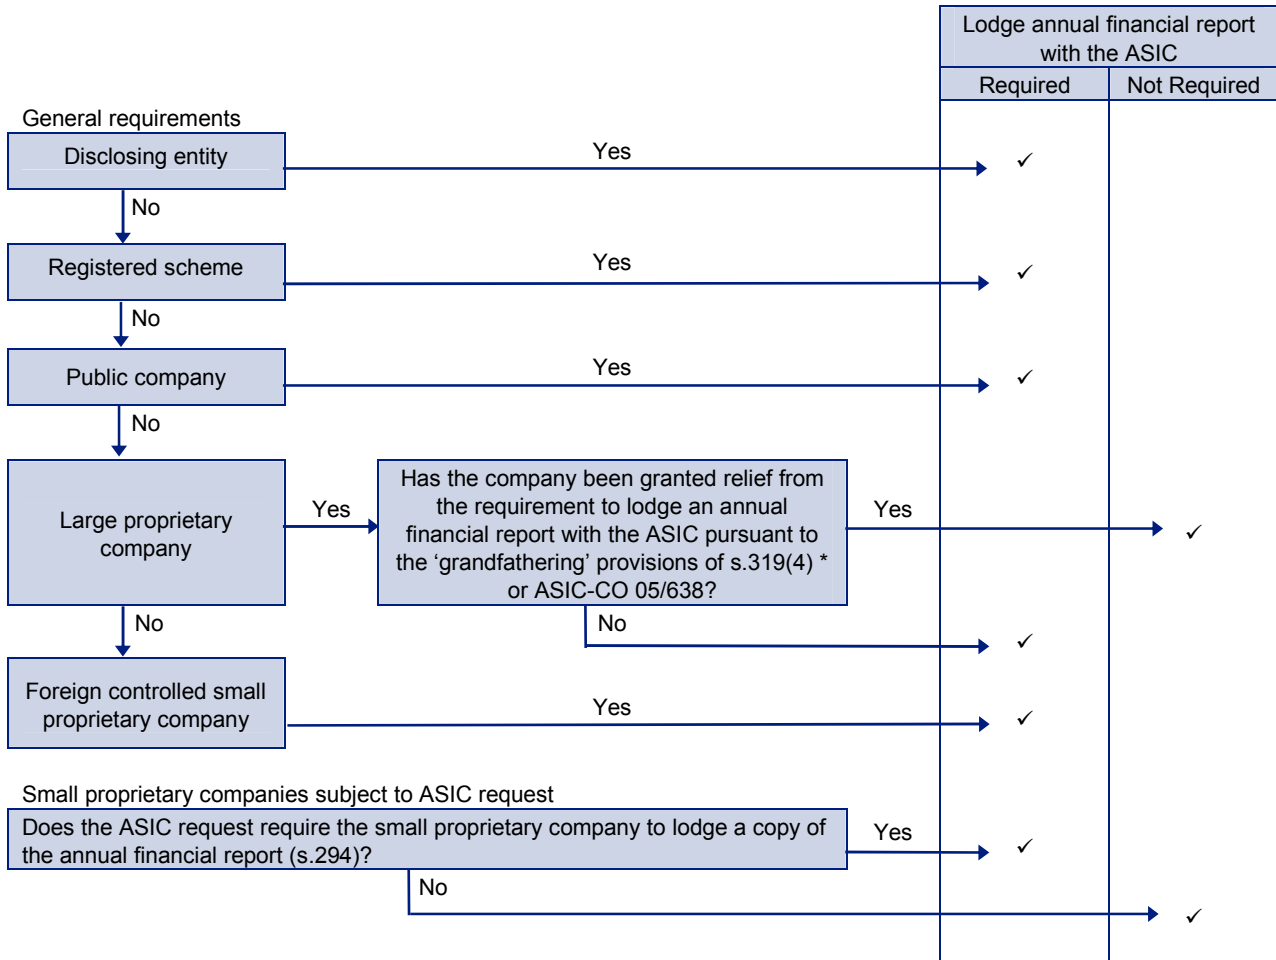 Lodge annual financial report
with the ASIC
Required
Not Required
General requirements
Disclosing entity
Yes
✓
No
Registered scheme
Yes
✓
No
Public company
Yes
✓
No
Large proprietary
company
Yes
Has the company been granted relief from
the requirement to lodge an annual
financial report with the ASIC pursuant to
the ‘grandfathering’ provisions of s.319(4) *
or ASIC-CO 05/638?
Yes
✓
No
✓
No
Foreign controlled small
proprietary company
Yes
✓
Small proprietary companies subject to ASIC request
Does the ASIC request require the small proprietary company to lodge a copy of
the annual financial report (s.294)?
Yes
✓
No
✓